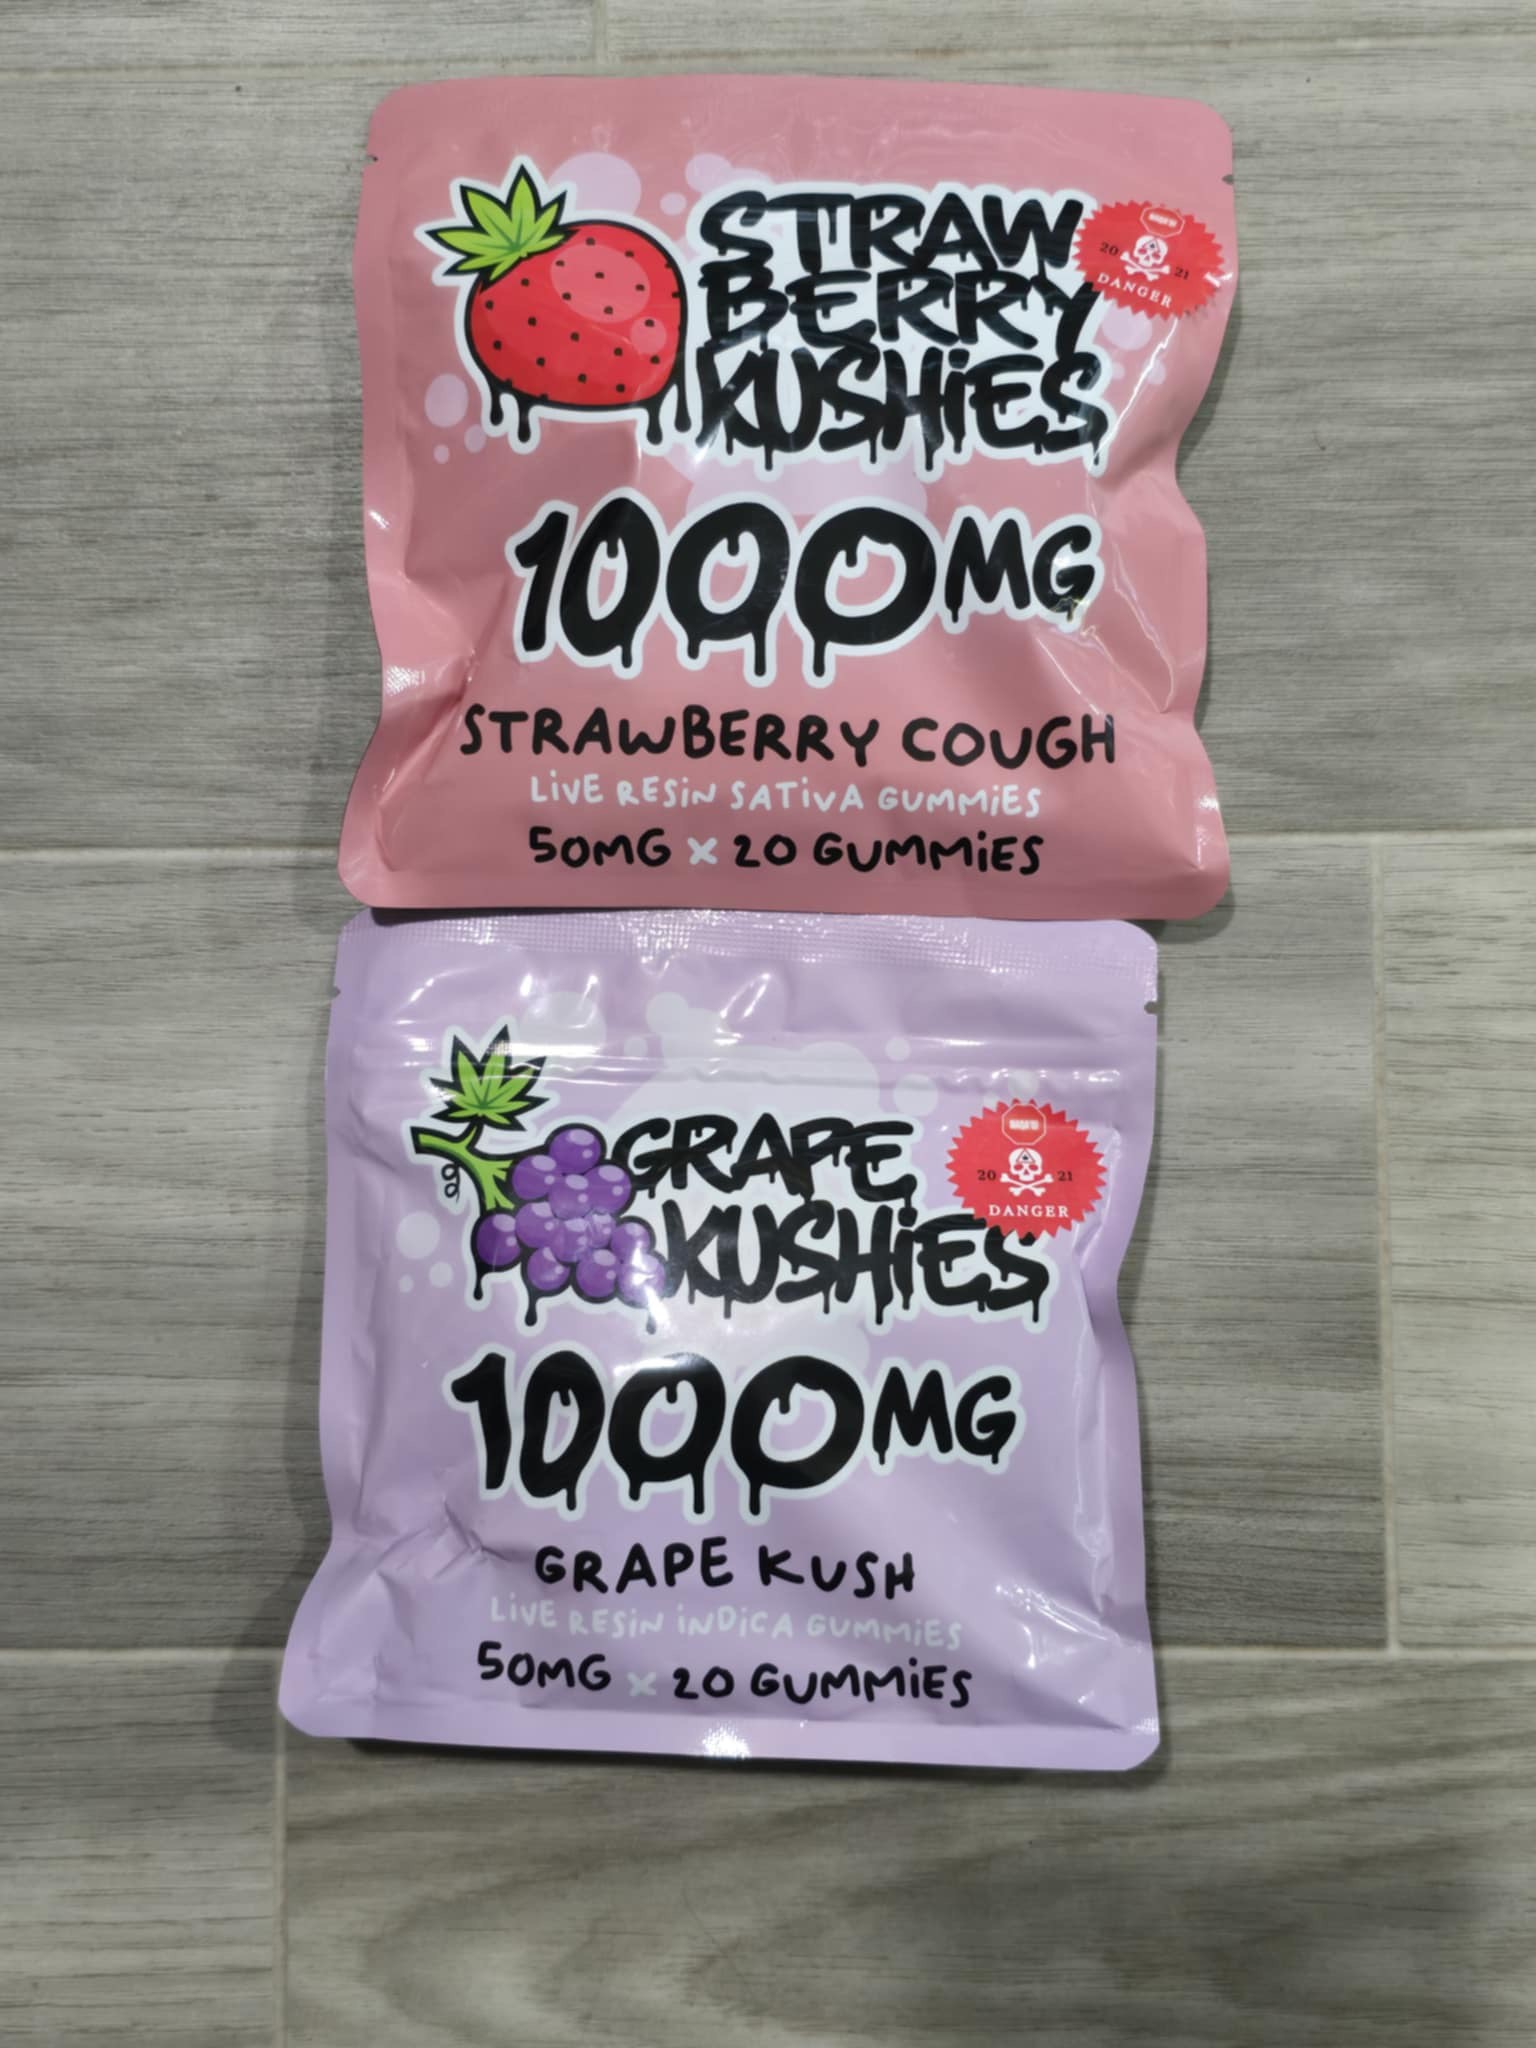 STRAW
BERRY
KUSHiES
20 21
DANGER
1000MG
STRAWBERRY COUGH
LiVE RESiN SATiVA GUMMiES
50MG x 20 GUMMiES
GRAPE
KUSHiES
20 21
DANGER
1000MG
GRAPE KUSH
LiVE RESiN iNDiCA GUMMiES
50MG x 20 GUMMiES